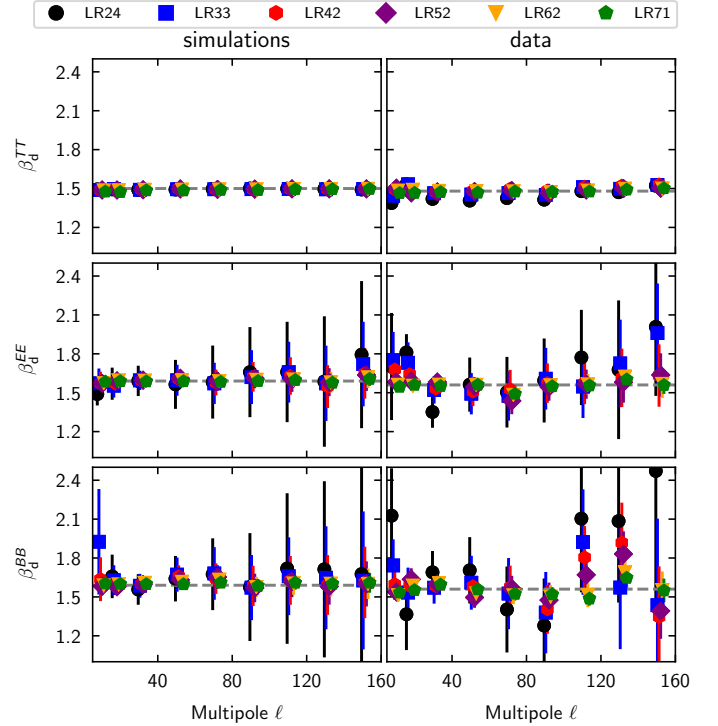 LR24 LR33 LR42 LR52 LR62 LR71
simulations data
β_d^TT
2.4
2.1
1.8
1.5
1.2
β_d^EE
2.4
2.1
1.8
1.5
1.2
β_d^BB
2.4
2.1
1.8
1.5
1.2
40 80 120 160 40 80 120 160
Multipole ℓ Multipole ℓ